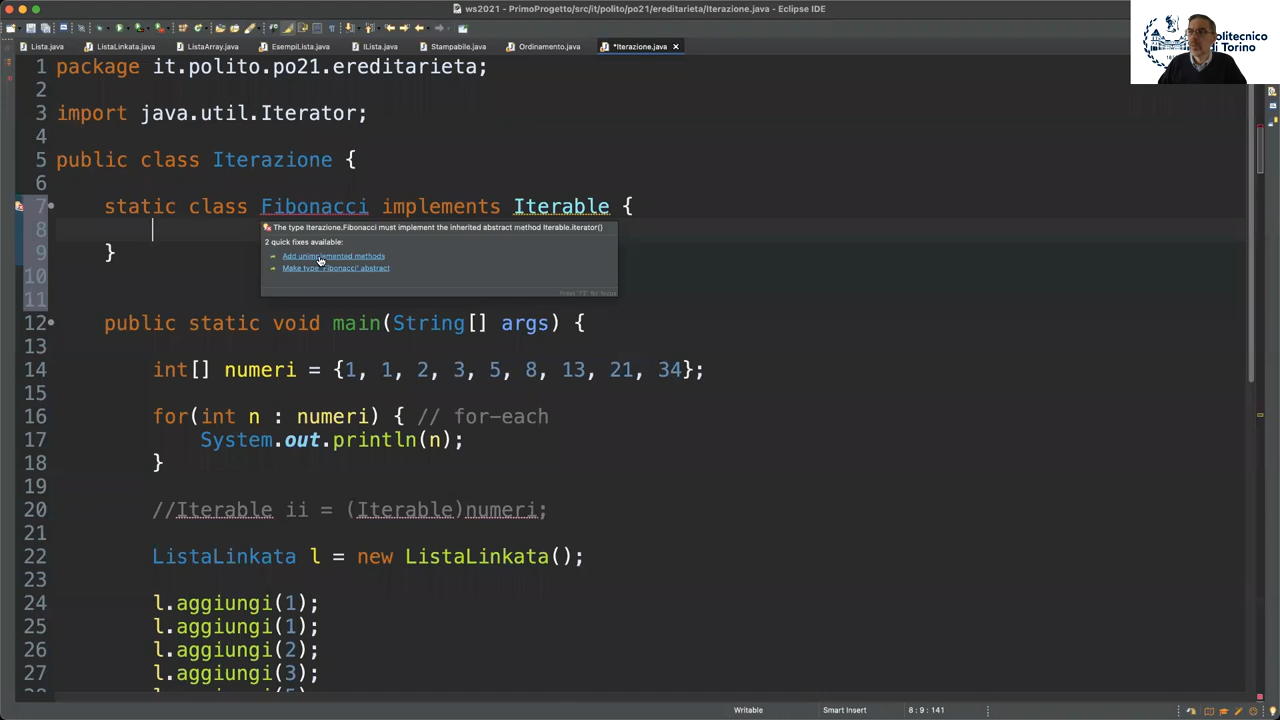 ws2021 - PrimoProgetto/src/it/polito/po21/ereditarieta/Iterazione.java - Eclipse IDE
Lista.java ListaLinkata.java ListaArray.java EsempiLista.java IListа.java Stampabile.java Ordinamento.java *Iterazione.java
Politecnico
di Torino
1 package it.polito.po21.ereditarieta;
2
3 import java.util.Iterator;
4
5 public class Iterazione {
6
7 static class Fibonacci implements Iterable {
8
The type Iterazione.Fibonacci must implement the inherited abstract method Iterable.iterator()
2 quick fixes available:
9 }
Add unimplemented methods
Make type 'Fibonacci' abstract
10
Press 'F2' for focus
11
12 public static void main(String[] args) {
13
14 int[] numeri = {1, 1, 2, 3, 5, 8, 13, 21, 34};
15
16 for(int n : numeri) { // for-each
17 System.out.println(n);
18 }
19
20 //Iterable ii = (Iterable)numeri;
21
22 ListaLinkata l = new ListaLinkata();
23
24 l.aggiungi(1);
25 l.aggiungi(1);
26 l.aggiungi(2);
27 l.aggiungi(3);
Writable Smart Insert 8 : 9 : 141